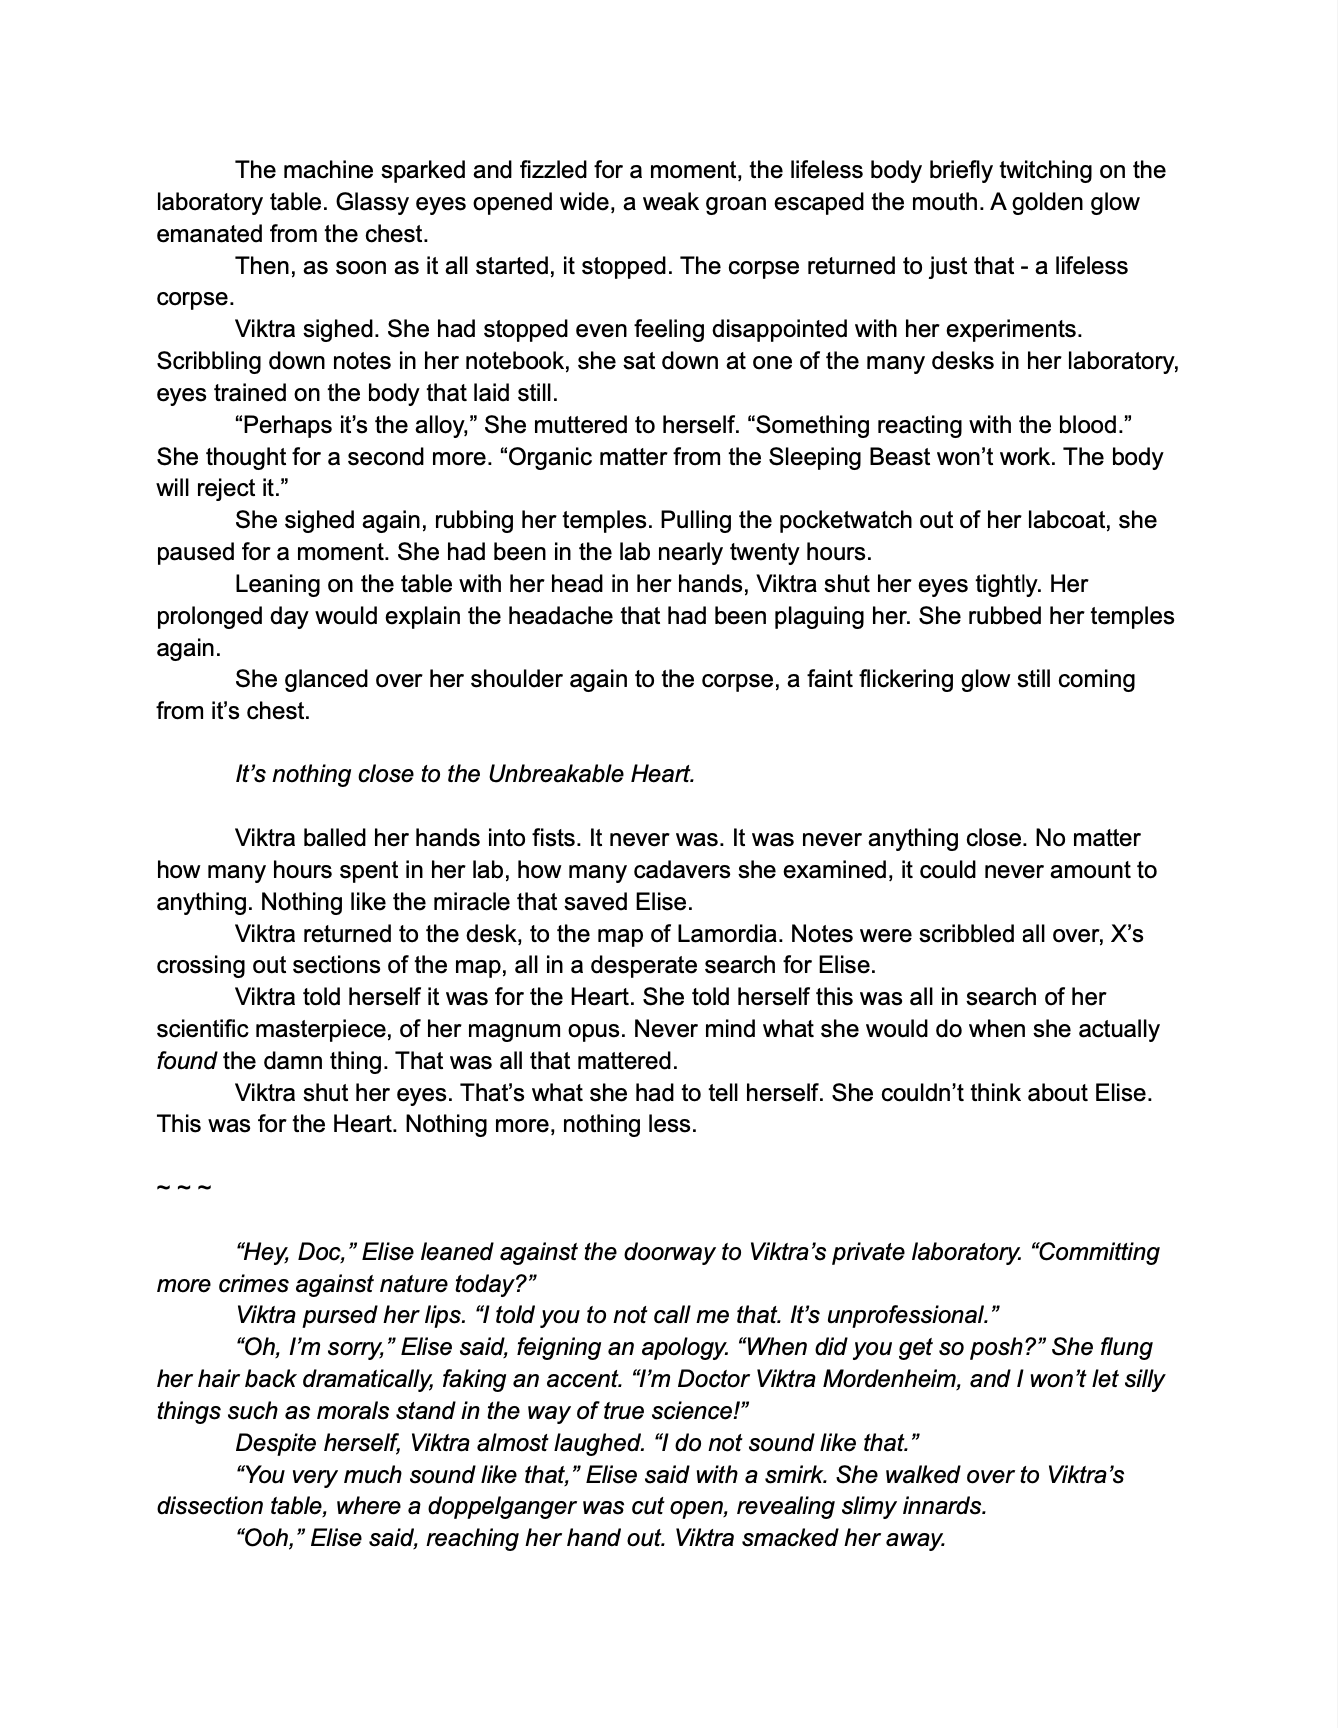 The machine sparked and fizzled for a moment, the lifeless body briefly twitching on the
laboratory table. Glassy eyes opened wide, a weak groan escaped the mouth. A golden glow
emanated from the chest.
Then, as soon as it all started, it stopped. The corpse returned to just that - a lifeless
corpse.
Viktra sighed. She had stopped even feeling disappointed with her experiments.
Scribbling down notes in her notebook, she sat down at one of the many desks in her laboratory,
eyes trained on the body that laid still.
“Perhaps it’s the alloy,” She muttered to herself. “Something reacting with the blood.”
She thought for a second more. “Organic matter from the Sleeping Beast won’t work. The body
will reject it.”
She sighed again, rubbing her temples. Pulling the pocketwatch out of her labcoat, she
paused for a moment. She had been in the lab nearly twenty hours.
Leaning on the table with her head in her hands, Viktra shut her eyes tightly. Her
prolonged day would explain the headache that had been plaguing her. She rubbed her temples
again.
She glanced over her shoulder again to the corpse, a faint flickering glow still coming
from it’s chest.
It’s nothing close to the Unbreakable Heart.
Viktra balled her hands into fists. It never was. It was never anything close. No matter
how many hours spent in her lab, how many cadavers she examined, it could never amount to
anything. Nothing like the miracle that saved Elise.
Viktra returned to the desk, to the map of Lamordia. Notes were scribbled all over, X’s
crossing out sections of the map, all in a desperate search for Elise.
Viktra told herself it was for the Heart. She told herself this was all in search of her
scientific masterpiece, of her magnum opus. Never mind what she would do when she actually
found the damn thing. That was all that mattered.
Viktra shut her eyes. That’s what she had to tell herself. She couldn’t think about Elise.
This was for the Heart. Nothing more, nothing less.
~ ~ ~
“Hey, Doc,” Elise leaned against the doorway to Viktra’s private laboratory. “Committing
more crimes against nature today?”
Viktra pursed her lips. “I told you to not call me that. It’s unprofessional.”
“Oh, I’m sorry,” Elise said, feigning an apology. “When did you get so posh?” She flung
her hair back dramatically, faking an accent. “I’m Doctor Viktra Mordenheim, and I won’t let silly
things such as morals stand in the way of true science!”
Despite herself, Viktra almost laughed. “I do not sound like that.”
“You very much sound like that,” Elise said with a smirk. She walked over to Viktra’s
dissection table, where a doppelganger was cut open, revealing slimy innards.
“Ooh,” Elise said, reaching her hand out. Viktra smacked her away.